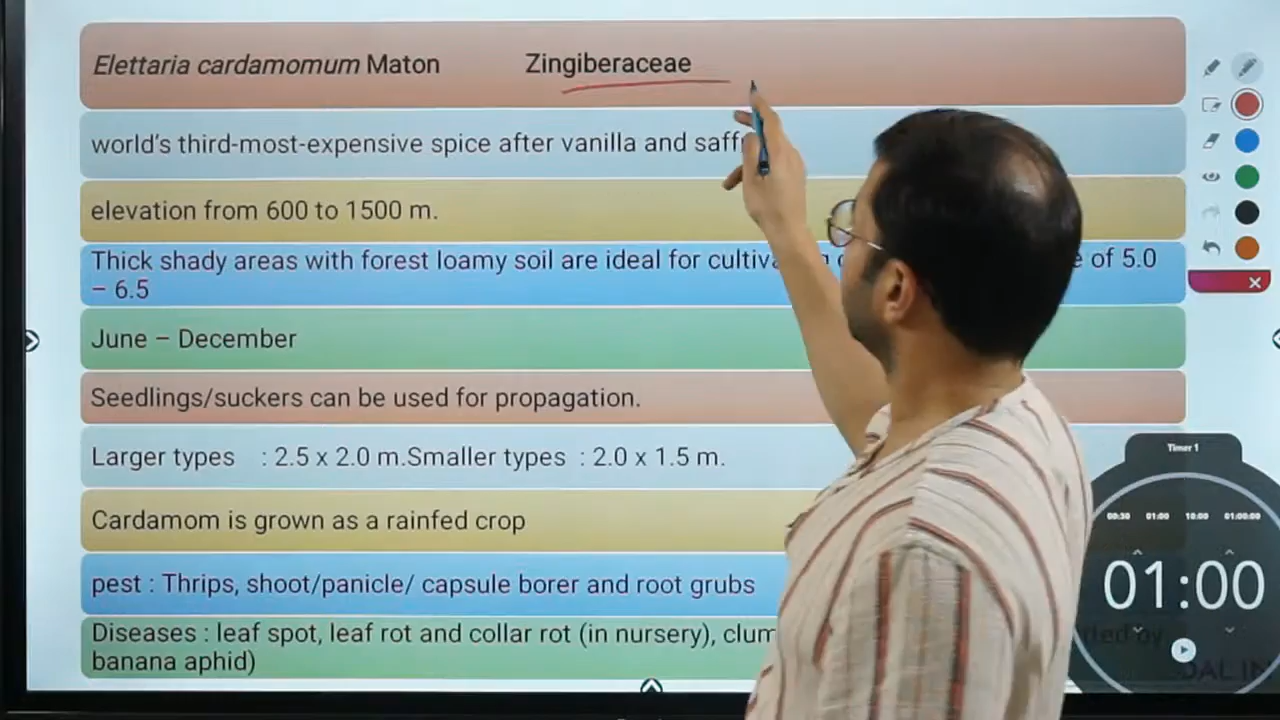 Elettaria cardamomum Maton Zingiberaceae
world's third-most-expensive spice after vanilla and
elevation from 600 to 1500 m.
Thick shady areas with forest loamy soil are ideal for of 5.0
– 6.5
June – December
Seedlings/suckers can be used for propagation.
Larger types : 2.5 x 2.0 m.Smaller types : 2.0 x 1.5 m.
Cardamom is grown as a rainfed crop
pest : Thrips, shoot/panicle/ capsule borer and root grubs
Diseases : leaf spot, leaf rot and collar rot (in nursery),
banana aphid)
Timer 1
00:30 01:00 10:00 01:00:00
01:00